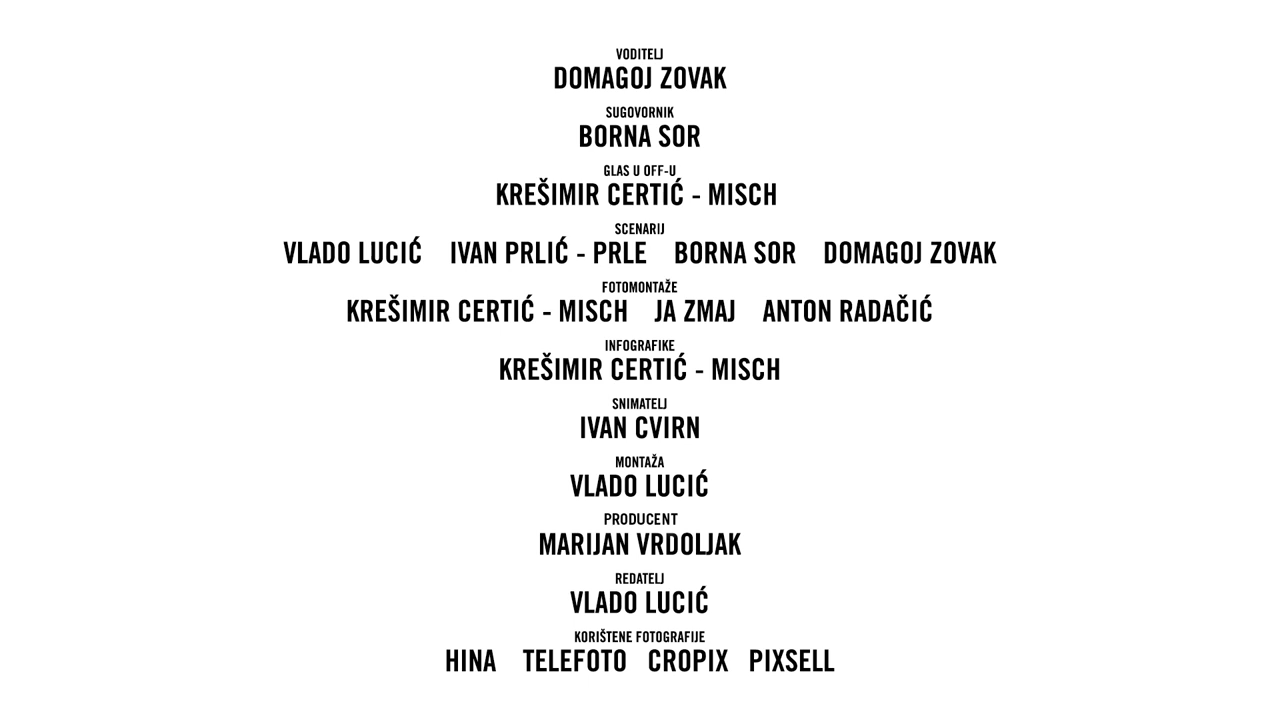 VODITELJ
DOMAGOJ ZOVAK
SUGOVORNIK
BORNA SOR
GLAS U OFF-U
KREŠIMIR CERTIĆ - MISCH
SCENARIJ
VLADO LUCIĆ IVAN PRLIĆ - PRLE BORNA SOR DOMAGOJ ZOVAK
FOTOMONTAŽE
KREŠIMIR CERTIĆ - MISCH JA ZMAJ ANTON RADAČIĆ
INFOGRAFIKE
KREŠIMIR CERTIĆ - MISCH
SNIMATELJ
IVAN CVIRN
MONTAŽA
VLADO LUCIĆ
PRODUCENT
MARIJAN VRDOLJAK
REDATELJ
VLADO LUCIĆ
KORIŠTENE FOTOGRAFIJE
HINA TELEFOTO CROPIX PIXSELL